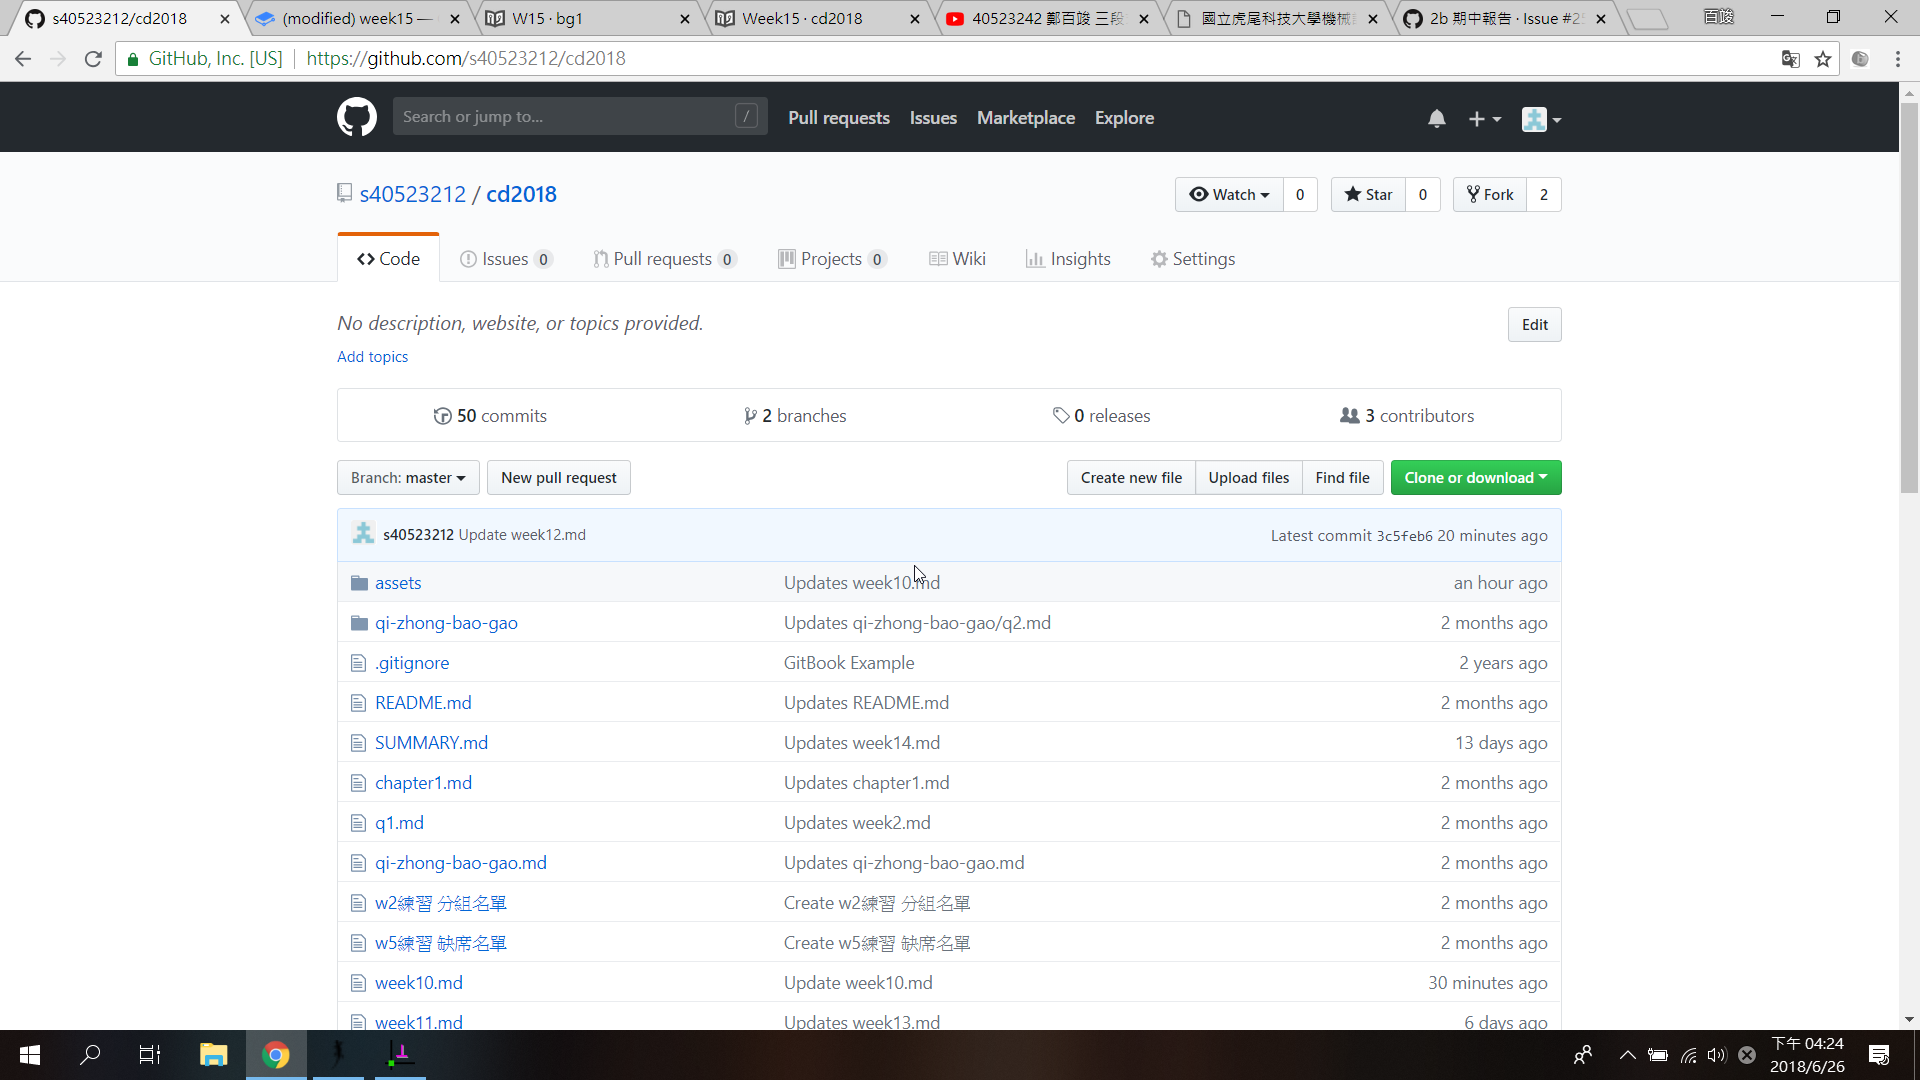 s40523212/cd2018
(modified) week15 —
W15 · bg1
Week15 · cd2018
40523242 鄭百竣 三段
國立虎尾科技大學機械
2b 期中報告 · Issue #25
百竣
GitHub, Inc. [US]
https://github.com/s40523212/cd2018
Search or jump to...
/
Pull requests
Issues
Marketplace
Explore
s40523212 / cd2018
Watch
0
Star
0
Fork
2
Code
Issues 0
Pull requests 0
Projects 0
Wiki
Insights
Settings
No description, website, or topics provided.
Edit
Add topics
50 commits
2 branches
0 releases
3 contributors
Branch: master
New pull request
Create new file
Upload files
Find file
Clone or download
s40523212 Update week12.md
Latest commit 3c5feb6 20 minutes ago
assets
Updates week10.md
an hour ago
qi-zhong-bao-gao
Updates qi-zhong-bao-gao/q2.md
2 months ago
.gitignore
GitBook Example
2 years ago
README.md
Updates README.md
2 months ago
SUMMARY.md
Updates week14.md
13 days ago
chapter1.md
Updates chapter1.md
2 months ago
q1.md
Updates week2.md
2 months ago
qi-zhong-bao-gao.md
Updates qi-zhong-bao-gao.md
2 months ago
w2練習 分組名單
Create w2練習 分組名單
2 months ago
w5練習 缺席名單
Create w5練習 缺席名單
2 months ago
week10.md
Update week10.md
30 minutes ago
week11.md
Updates week13.md
6 days ago
下午 04:24
2018/6/26